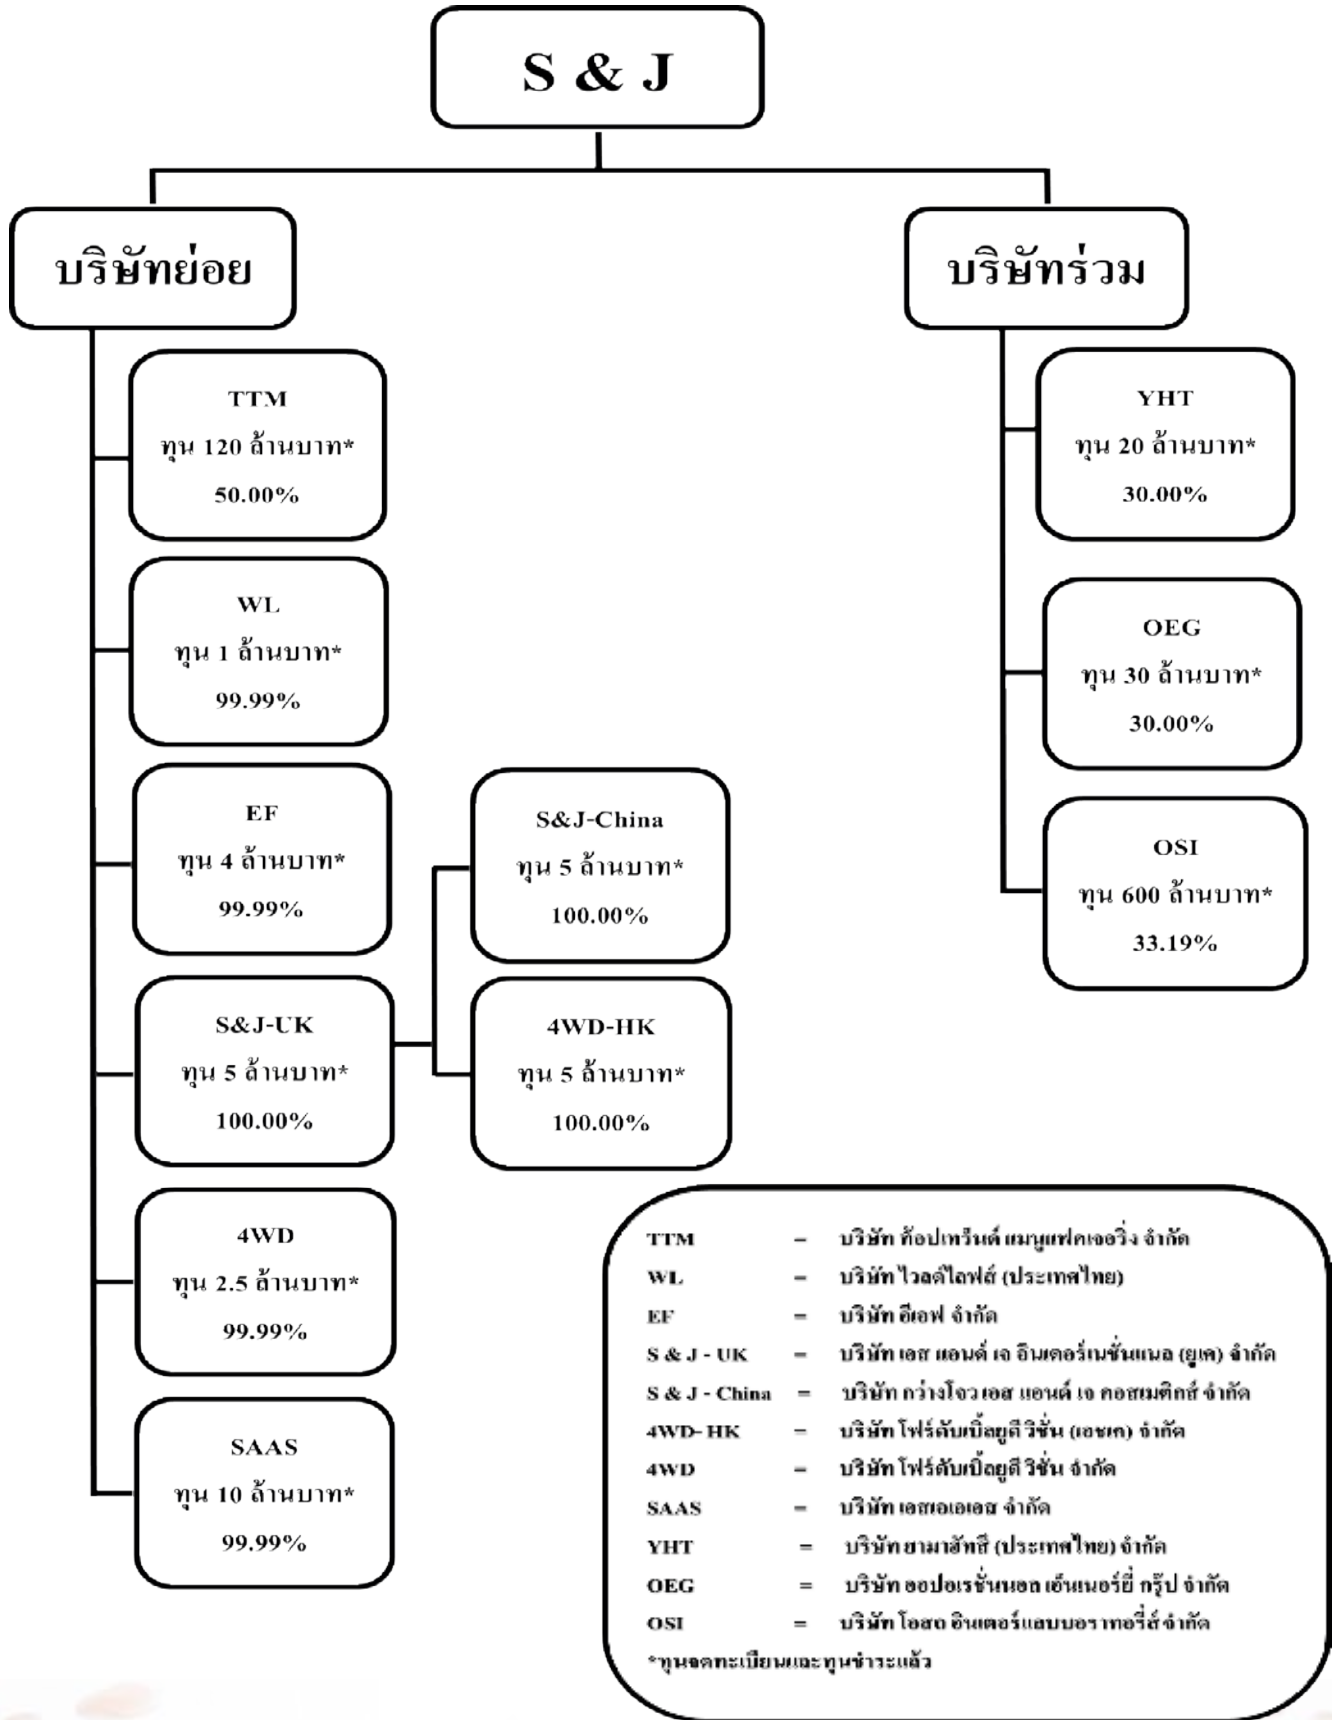 S & J
บริษัทย่อย
บริษัทร่วม
TTM
ทุน 120 ล้านบาท*
50.00%
WL
ทุน 1 ล้านบาท*
99.99%
EF
ทุน 4 ล้านบาท*
99.99%
S&J-UK
ทุน 5 ล้านบาท*
100.00%
S&J-China
ทุน 5 ล้านบาท*
100.00%
4WD-HK
ทุน 5 ล้านบาท*
100.00%
4WD
ทุน 2.5 ล้านบาท*
99.99%
SAAS
ทุน 10 ล้านบาท*
99.99%
YHT
ทุน 20 ล้านบาท*
30.00%
OEG
ทุน 30 ล้านบาท*
30.00%
OSI
ทุน 600 ล้านบาท*
33.19%
TTM = บริษัท ท้อปเทร็นด์ แมนูแฟคเจอริ่ง จำกัด
WL = บริษัท ไวลด์ไลฟส์ (ประเทศไทย)
EF = บริษัท อีเอฟ จำกัด
S & J - UK = บริษัท เอส แอนด์ เจ อินเตอร์เนชั่นแนล (ยูเค) จำกัด
S & J - China = บริษัท กว่างโจว เอส แอนด์ เจ คอสเมติกส์ จำกัด
4WD- HK = บริษัท โฟร์ดับเบิ้ลยูดี วิชั่น (เอชเค) จำกัด
4WD = บริษัท โฟร์ดับเบิ้ลยูดี วิชั่น จำกัด
SAAS = บริษัท เอสเอเอเอส จำกัด
YHT = บริษัท ยามาฮัทสึ (ประเทศไทย) จำกัด
OEG = บริษัท ออปอเรชั่นนอล เอ็นเนอร์ยี่ กรุ๊ป จำกัด
OSI = บริษัท โอสถ อินเตอร์แลบบอราทอรี่ส์ จำกัด
*ทุนจดทะเบียนและทุนชำระแล้ว